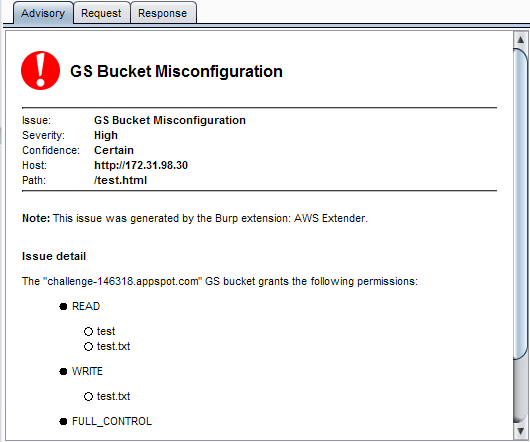 Advisory Request Response
GS Bucket Misconfiguration
Issue: GS Bucket Misconfiguration
Severity: High
Confidence: Certain
Host: http://172.31.98.30
Path: /test.html
Note: This issue was generated by the Burp extension: AWS Extender.
Issue detail
The "challenge-146318.appspot.com" GS bucket grants the following permissions:
READ
test
test.txt
WRITE
test.txt
FULL_CONTROL